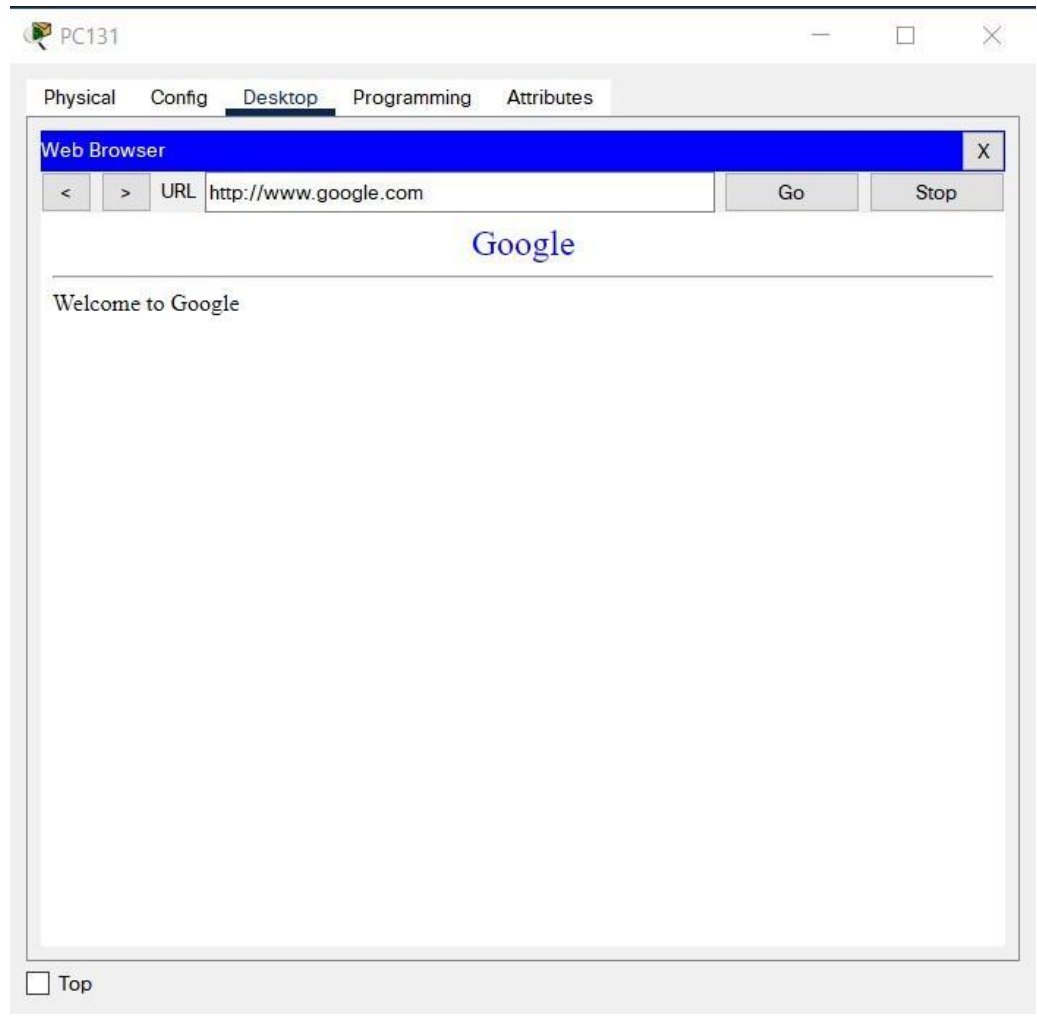 PC131
Physical Config Desktop Programming Attributes
Web Browser X
< > URL http://www.google.com Go Stop
Google
Welcome to Google
Top